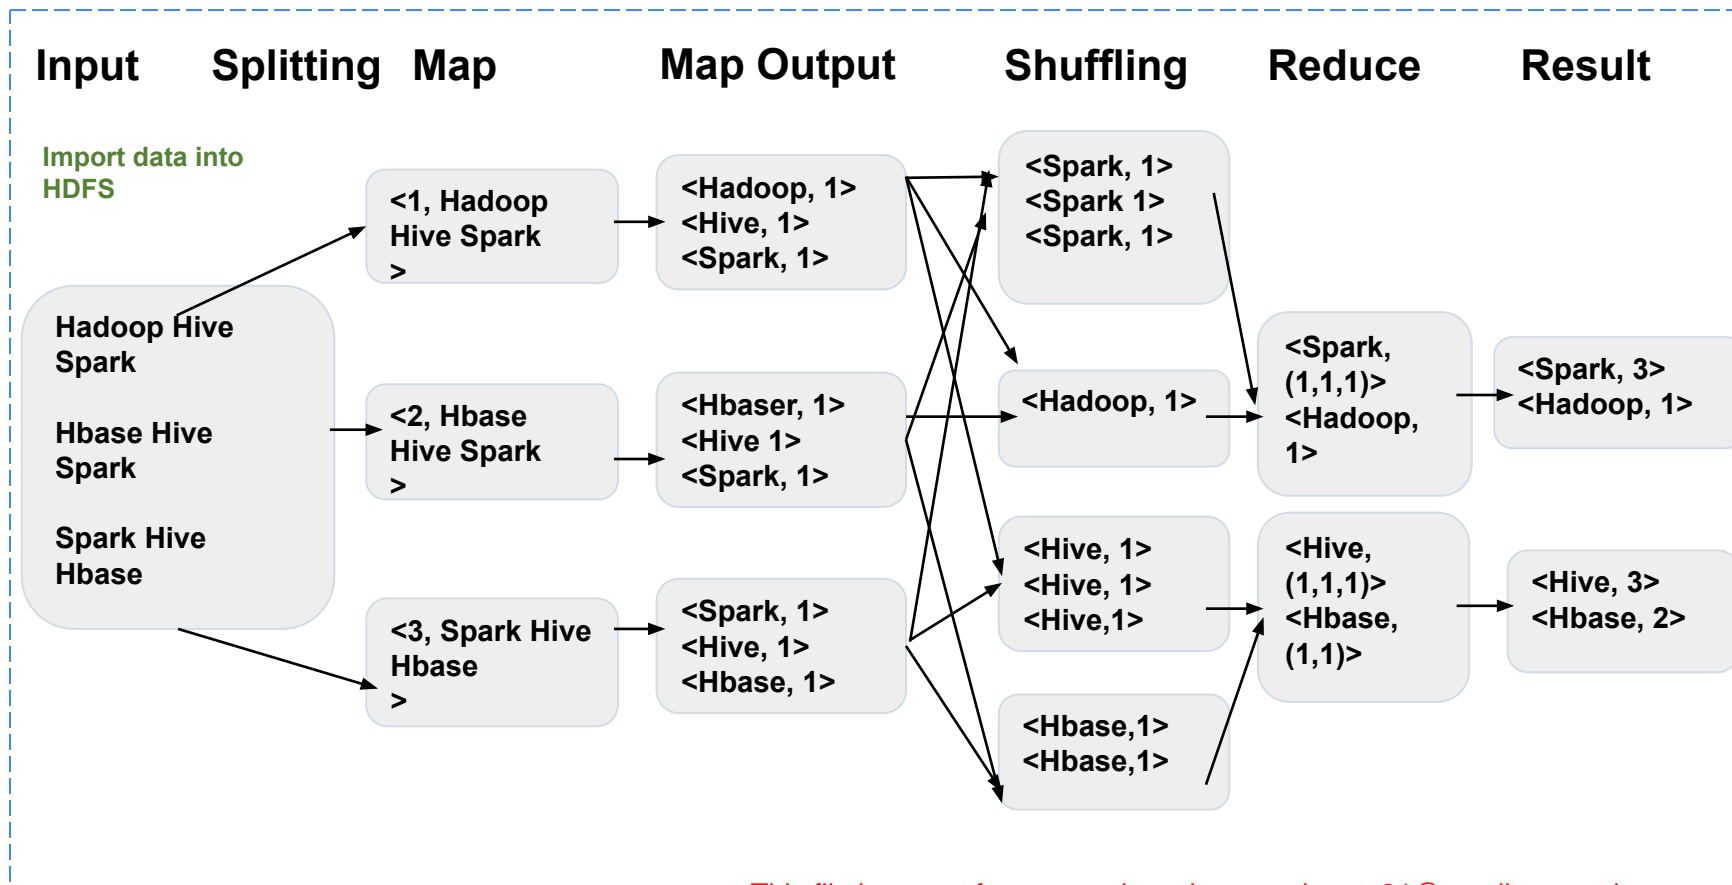 Input
Splitting
Map
Map Output
Shuffling
Reduce
Result
Import data into
HDFS
Hadoop Hive
Spark
Hbase Hive
Spark
Spark Hive
Hbase
<1, Hadoop
Hive Spark
>
<2, Hbase
Hive Spark
>
<3, Spark Hive
Hbase
>
<Hadoop, 1>
<Hive, 1>
<Spark, 1>
<Hbaser, 1>
<Hive 1>
<Spark, 1>
<Spark, 1>
<Hive, 1>
<Hbase, 1>
<Spark, 1>
<Spark 1>
<Spark, 1>
<Hadoop, 1>
<Hive, 1>
<Hive, 1>
<Hive,1>
<Hbase,1>
<Hbase,1>
<Spark,
(1,1,1)>
<Hadoop,
1>
<Hive,
(1,1,1)>
<Hbase,
(1,1)>
<Spark, 3>
<Hadoop, 1>
<Hive, 3>
<Hbase, 2>